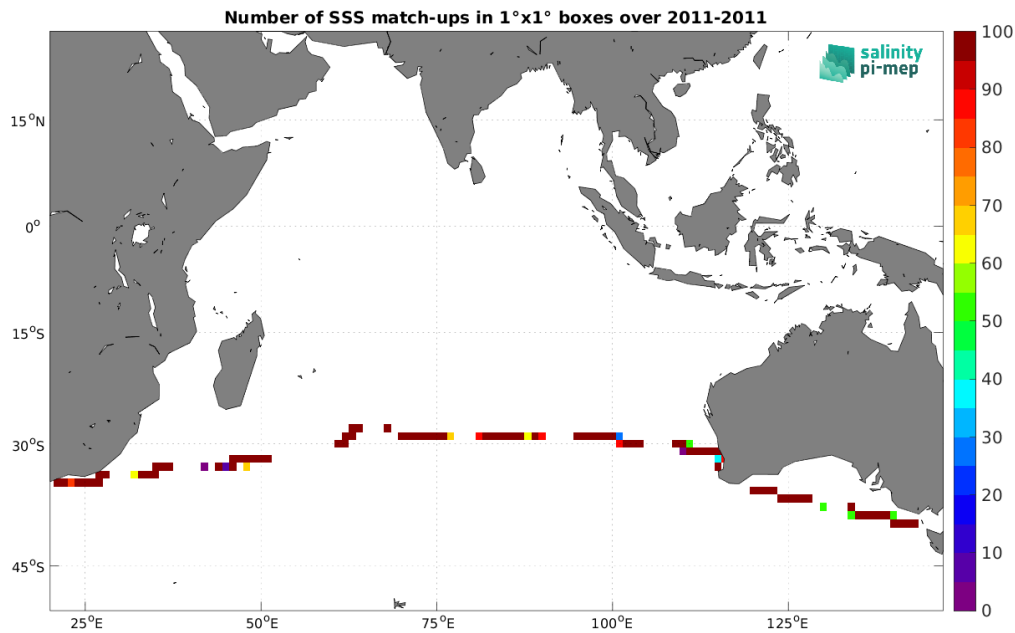 Number of SSS match-ups in 1°x1° boxes over 2011-2011
salinity
pi-mep
15°N
0°
15°S
30°S
45°S
25°E
50°E
75°E
100°E
125°E
100
90
80
70
60
50
40
30
20
10
0